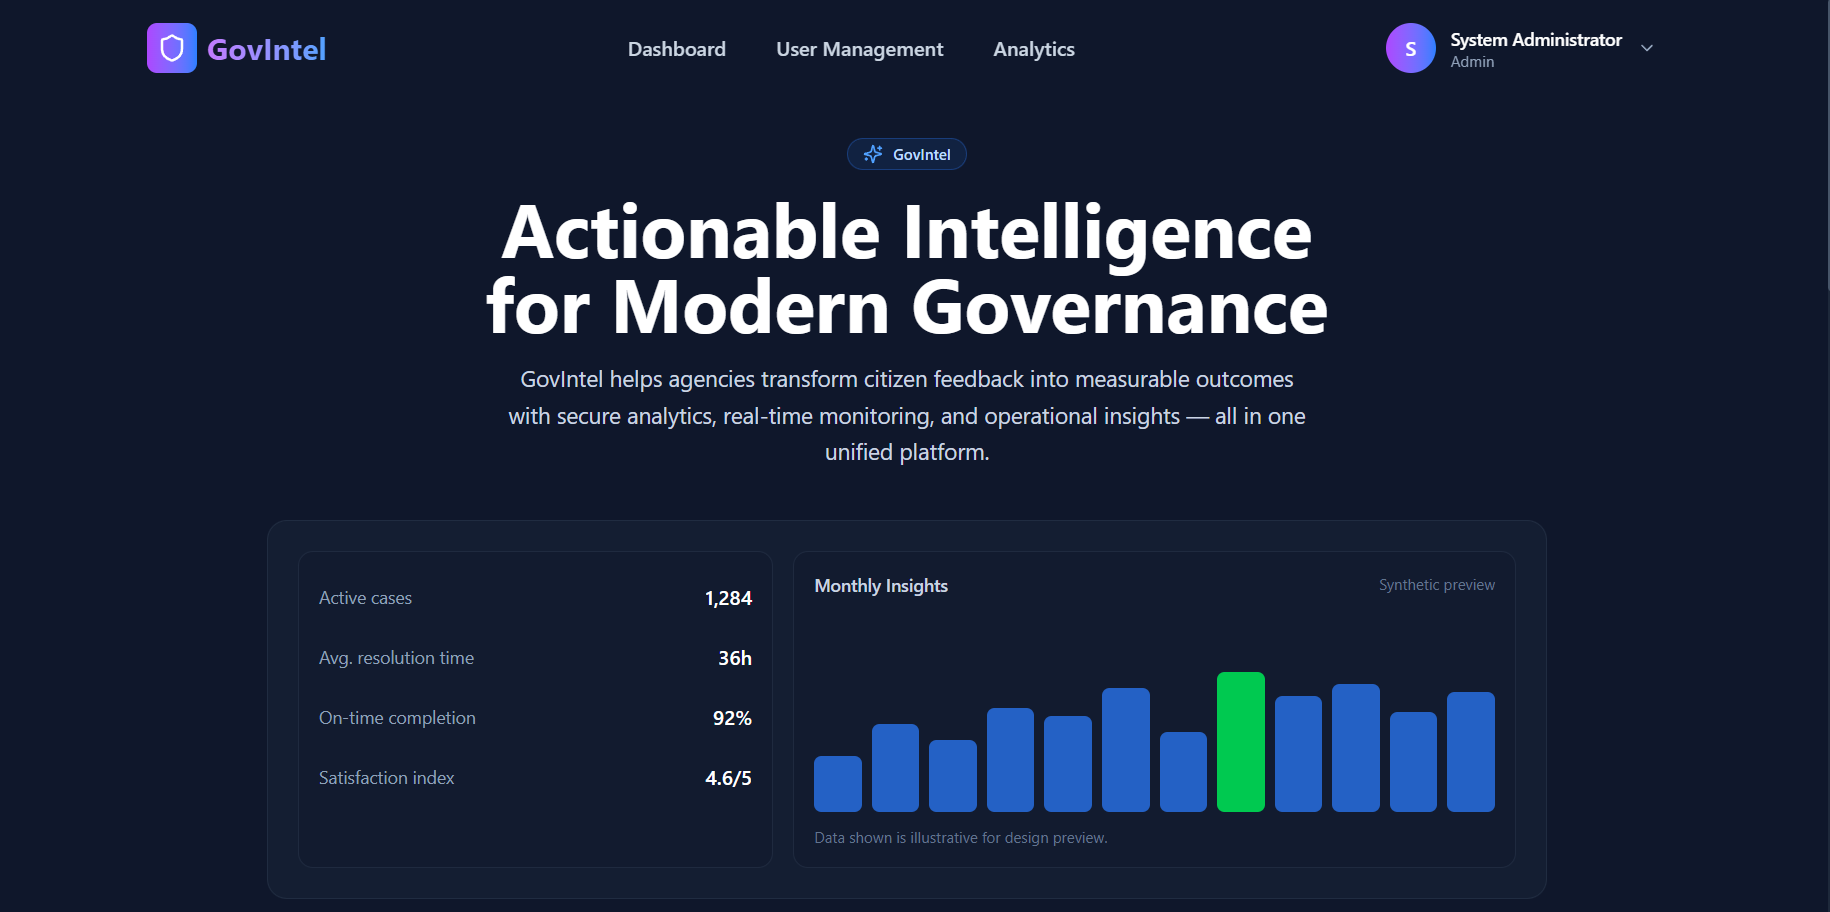 GovIntel
Dashboard
User Management
Analytics
S
System Administrator
Admin
GovIntel
Actionable Intelligence
for Modern Governance
GovIntel helps agencies transform citizen feedback into measurable outcomes
with secure analytics, real-time monitoring, and operational insights — all in one
unified platform.
Active cases 1,284
Avg. resolution time 36h
On-time completion 92%
Satisfaction index 4.6/5
Monthly Insights
Synthetic preview
Data shown is illustrative for design preview.